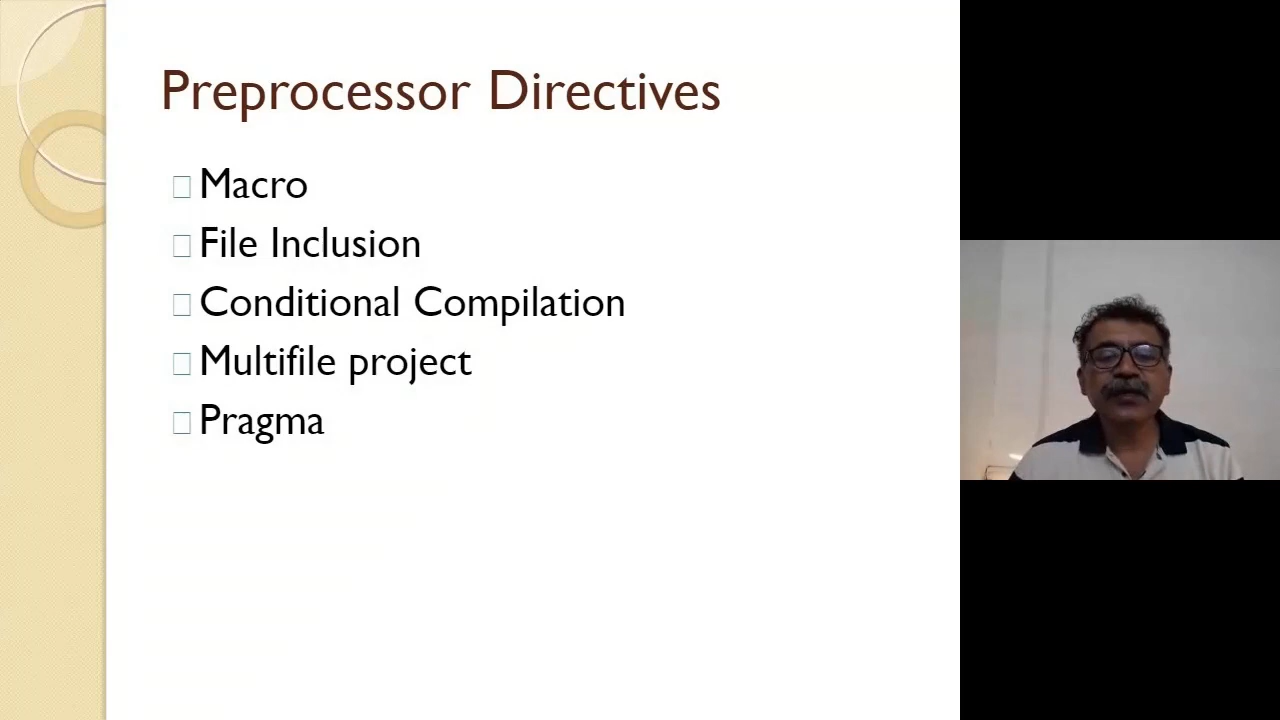 Preprocessor Directives
Macro
File Inclusion
Conditional Compilation
Multifile project
Pragma